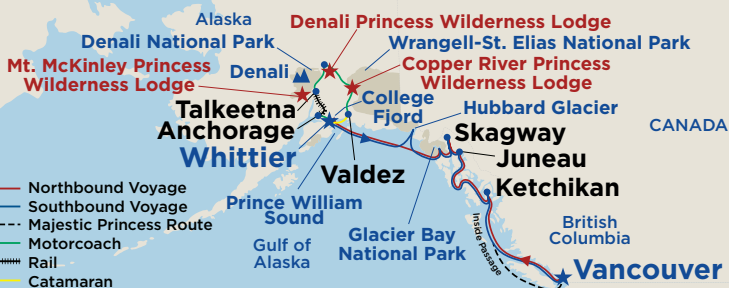 Alaska
Denali Princess Wilderness Lodge
Denali National Park
Wrangell-St. Elias National Park
Mt. McKinley Princess
Wilderness Lodge
Denali
Copper River Princess
Wilderness Lodge
College
Fjord
Hubbard Glacier
Talkeetna
Anchorage
Whittier
Skagway
CANADA
Juneau
Valdez
Ketchikan
Northbound Voyage
Southbound Voyage
Majestic Princess Route
Motorcoach
Rail
Catamaran
Prince William
Sound
Gulf of
Alaska
Glacier Bay
National Park
Inside Passage
British
Columbia
Vancouver